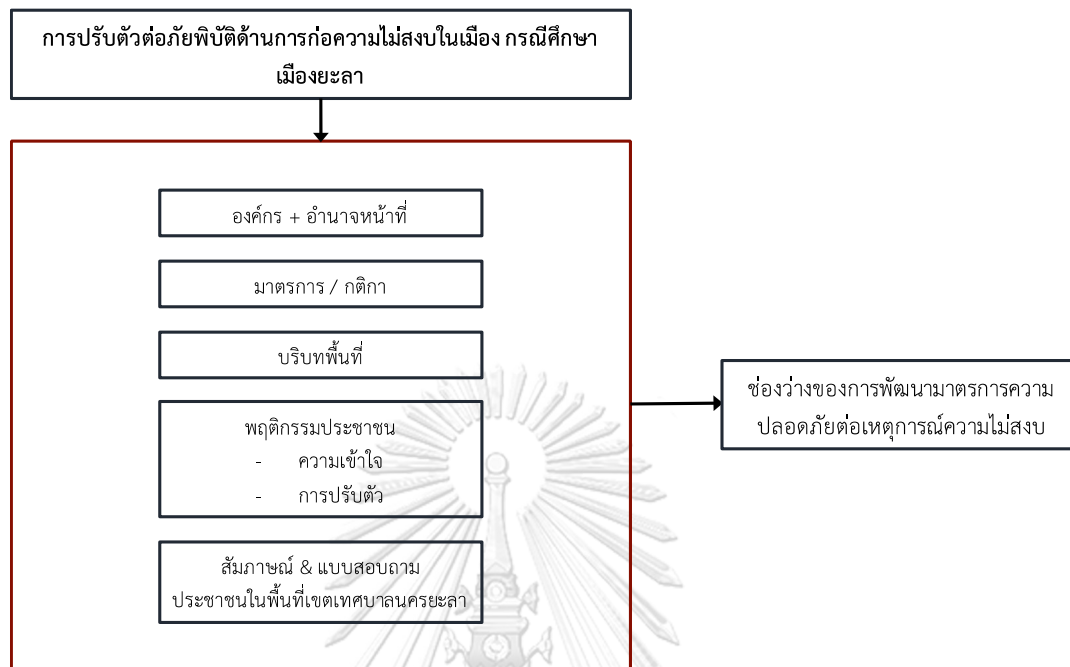 การปรับตัวต่อภัยพิบัติด้านการก่อความไม่สงบในเมือง กรณีศึกษา
เมืองยะลา
องค์กร + อำนาจหน้าที่
มาตรการ / กติกา
บริบทพื้นที่
พฤติกรรมประชาชน
- ความเข้าใจ
- การปรับตัว
สัมภาษณ์ & แบบสอบถาม
ประชาชนในพื้นที่เขตเทศบาลนครยะลา
ช่องว่างของการพัฒนามาตรการความ
ปลอดภัยต่อเหตุการณ์ความไม่สงบ